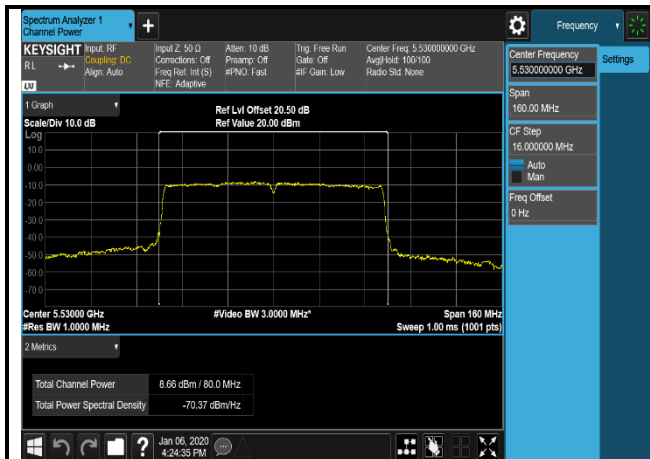 Spectrum Analyzer 1
Channel Power
+
Frequency
KEYSIGHT
Input: RF
Coupling: DC
Align: Auto
Input Z: 50 Ω
Corrections: Off
Freq Ref: Int (S)
NFE: Adaptive
Atten: 10 dB
Preamp: Off
#PNO: Fast
Trig: Free Run
Gate: Off
#IF Gain: Low
Center Freq: 5.530000000 GHz
Avg|Hold: 100/100
Radio Std: None
RL
LXI
Center Frequency
5.530000000 GHz
Settings
Span
160.00 MHz
CF Step
16.000000 MHz
Auto
Man
Freq Offset
0 Hz
1 Graph
Scale/Div 10.0 dB
Ref Lvl Offset 20.50 dB
Ref Value 20.00 dBm
Log
10.0
0.00
-10.0
-20.0
-30.0
-40.0
-50.0
-60.0
-70.0
Center 5.53000 GHz
#Res BW 1.0000 MHz
#Video BW 3.0000 MHz*
Span 160 MHz
Sweep 1.00 ms (1001 pts)
2 Metrics
Total Channel Power 8.66 dBm / 80.0 MHz
Total Power Spectral Density -70.37 dBm/Hz
?
Jan 06, 2020
4:24:35 PM